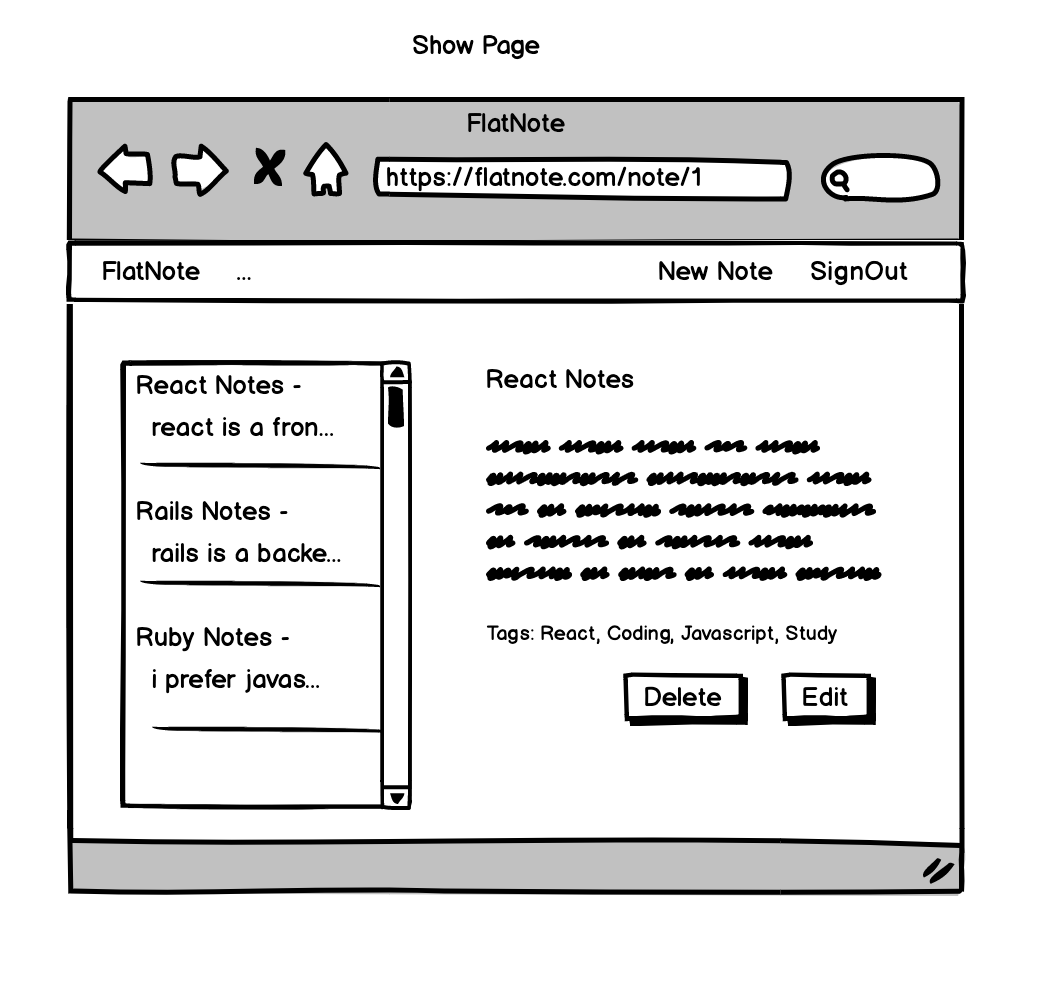 Show Page
FlatNote
https://flatnote.com/note/1
FlatNote ... New Note SignOut
React Notes -
react is a fron...
Rails Notes -
rails is a backe...
Ruby Notes -
i prefer javas...
React Notes
Tags: React, Coding, Javascript, Study
Delete Edit